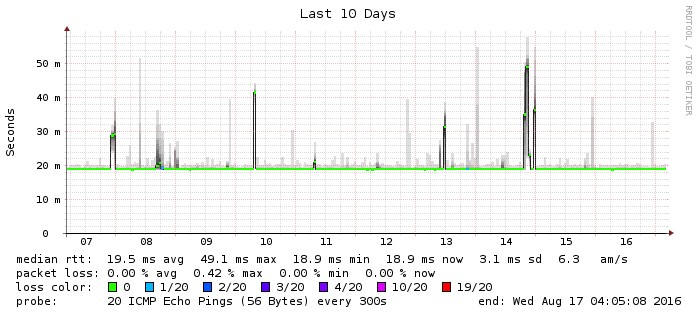 Last 10 Days
RRDTOOL / TOBI OETIKER
Seconds
50 m
40 m
30 m
20 m
10 m
0
07 08 09 10 11 12 13 14 15 16
median rtt: 19.5 ms avg 49.1 ms max 18.9 ms min 18.9 ms now 3.1 ms sd 6.3 am/s
packet loss: 0.00 % avg 0.42 % max 0.00 % min 0.00 % now
loss color: 0 1/20 2/20 3/20 4/20 10/20 19/20
probe: 20 ICMP Echo Pings (56 Bytes) every 300s end: Wed Aug 17 04:05:08 2016